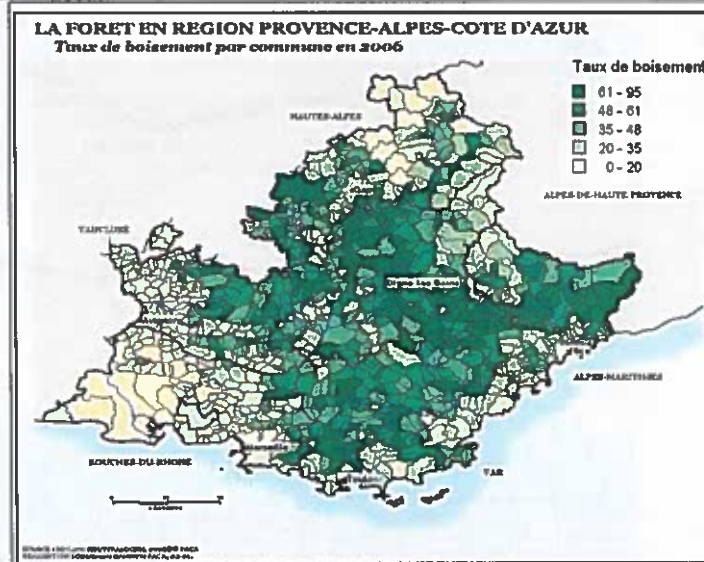 LA FORET EN REGION PROVENCE-ALPES-COTE D'AZUR
Taux de boisement par commune en 2006
Taux de boisement
61 - 95
48 - 61
35 - 48
20 - 35
0 - 20
HAUTES-ALPES
ALPES-DE-HAUTE PROVENCE
VAUCLUSE
Digne Les Bains
ALPES-MARITIMES
Marseille
BOUCHES-DU-RHONE
Toulon
VAR